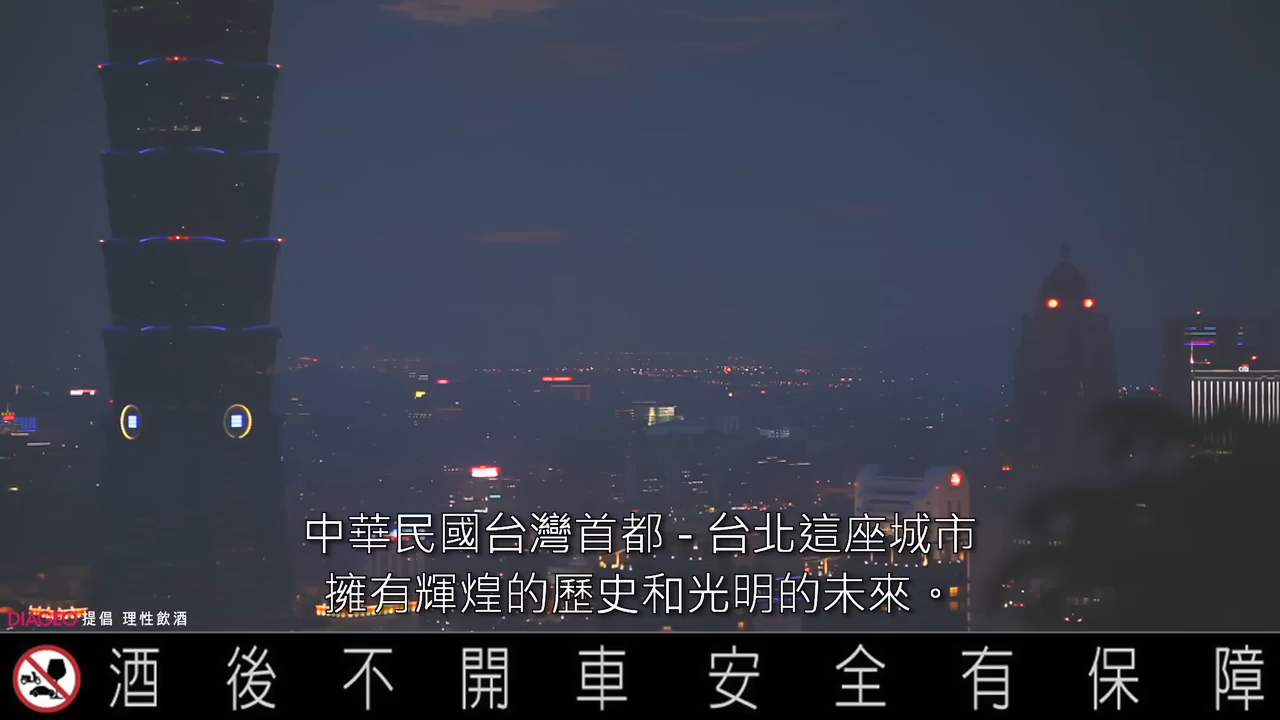 中華民國台灣首都 - 台北這座城市
擁有輝煌的歷史和光明的未來。
DIAGEO 提倡 理性飲酒
酒後不開車安全有保障
citi